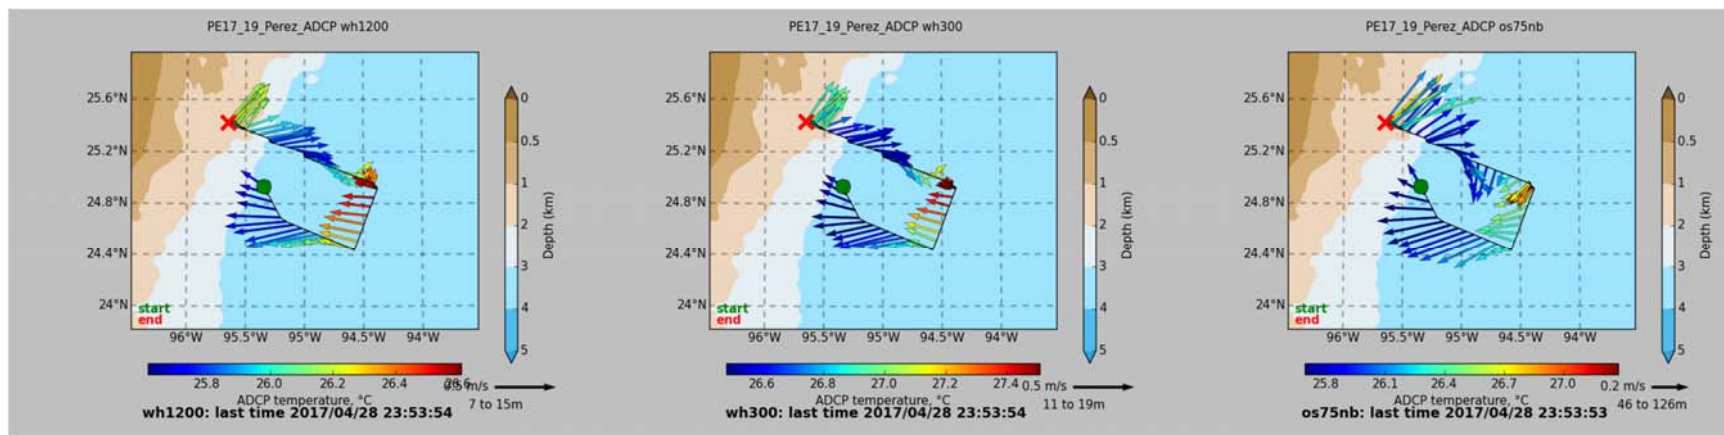 PE17_19_Perez_ADCP wh1200
25.6°N
25.2°N
24.8°N
24.4°N
24°N
start
end
96°W 95.5°W 95°W 94.5°W 94°W
0
0.5
1
2
3
4
5
Depth (km)
25.8 26.0 26.2 26.4 26.6
0.5 m/s
ADCP temperature, °C
7 to 15m
wh1200: last time 2017/04/28 23:53:54
PE17_19_Perez_ADCP wh300
25.6°N
25.2°N
24.8°N
24.4°N
24°N
start
end
96°W 95.5°W 95°W 94.5°W 94°W
0
0.5
1
2
3
4
5
Depth (km)
26.6 26.8 27.0 27.2 27.4
0.5 m/s
ADCP temperature, °C
11 to 19m
wh300: last time 2017/04/28 23:53:54
PE17_19_Perez_ADCP os75nb
25.6°N
25.2°N
24.8°N
24.4°N
24°N
start
end
96°W 95.5°W 95°W 94.5°W 94°W
0
0.5
1
2
3
4
5
Depth (km)
25.8 26.1 26.4 26.7 27.0
0.2 m/s
ADCP temperature, °C
46 to 126m
os75nb: last time 2017/04/28 23:53:53